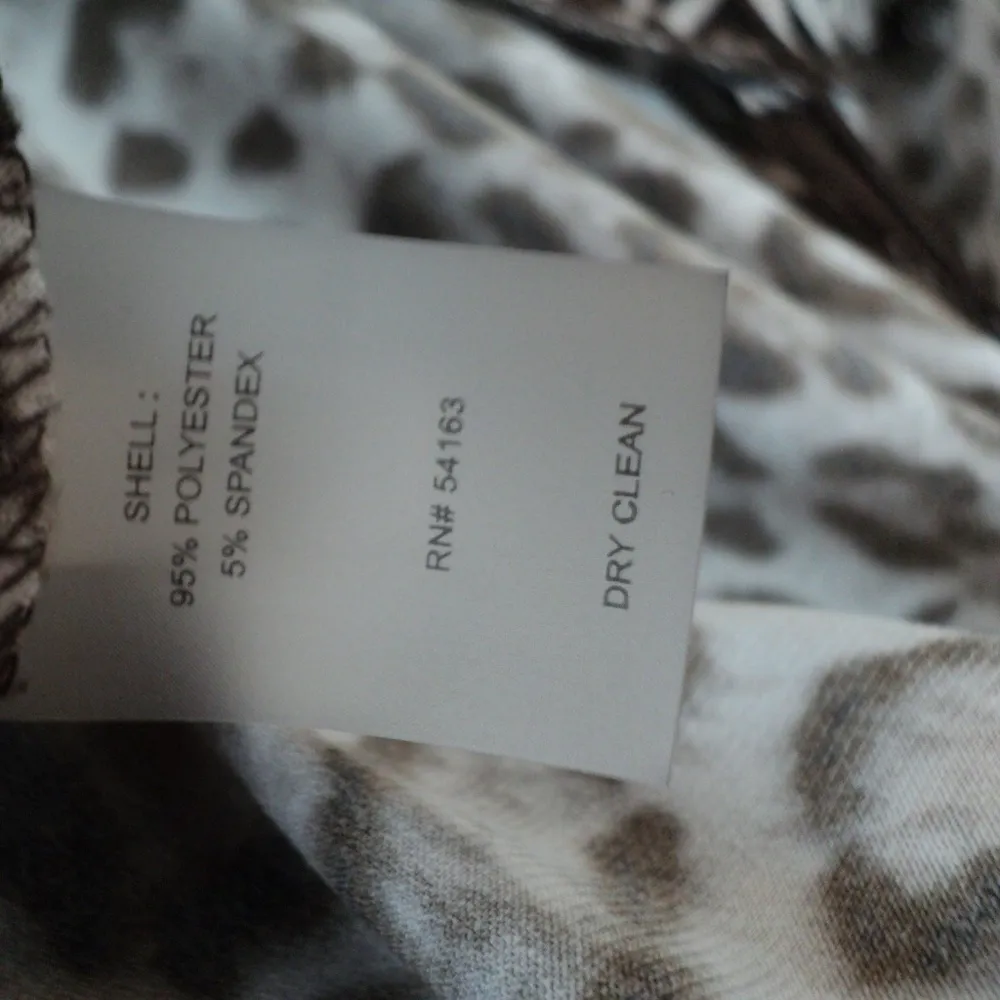 SHELL:
95% POLYESTER
5% SPANDEX
RN# 54163
DRY CLEAN